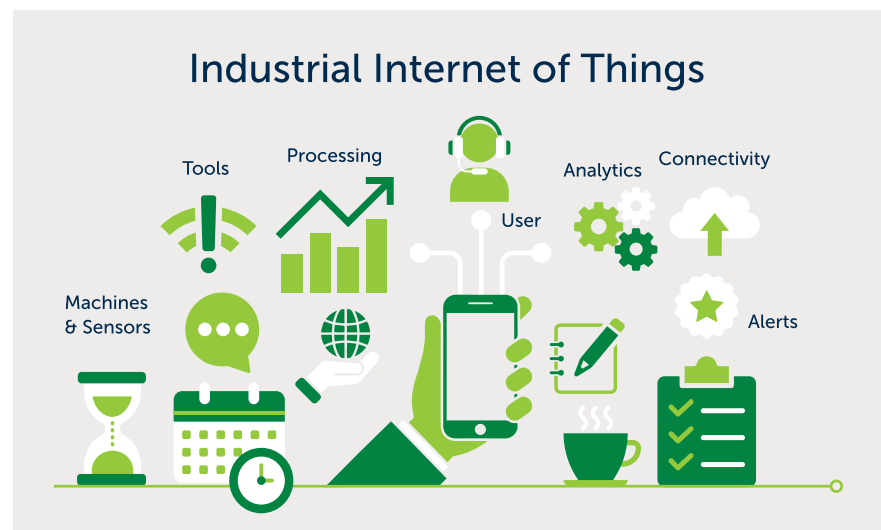 Industrial Internet of Things
Tools
Processing
User
Analytics
Connectivity
Machines
& Sensors
Alerts